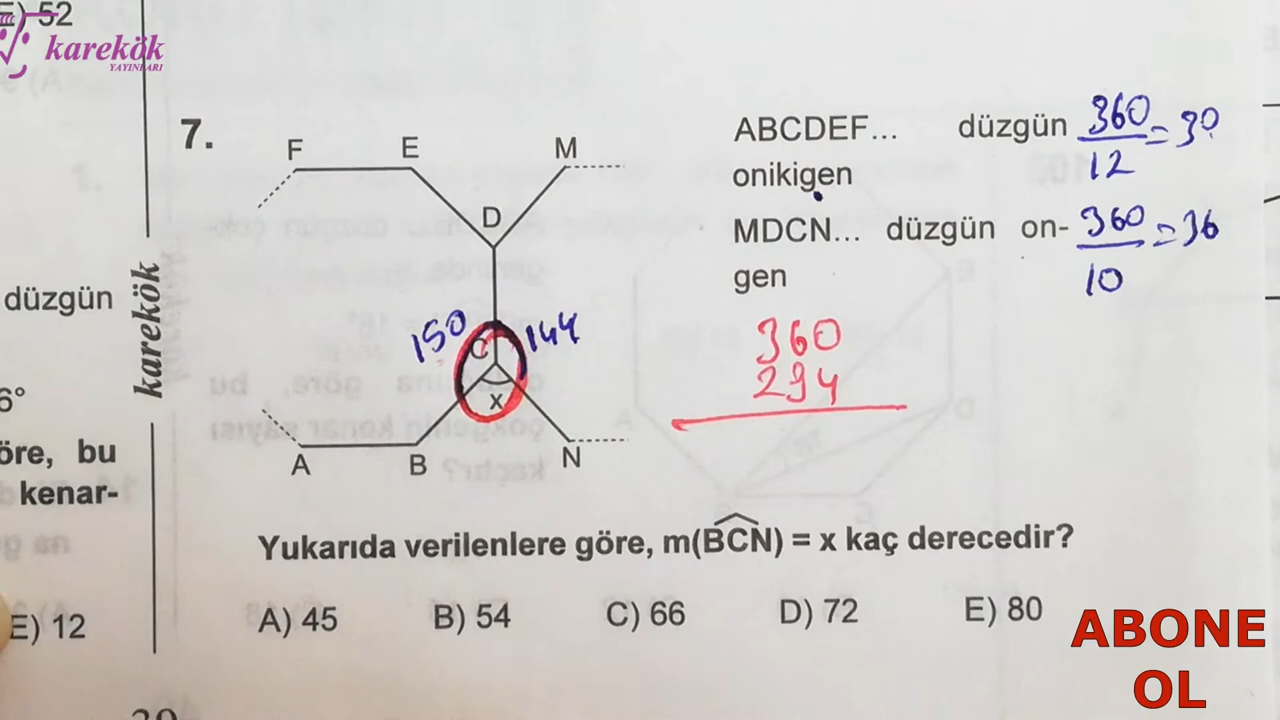 E) 52
karekök
YAYINLARI
7.
F
E
M
D
C
x
A
B
N
150
144
ABCDEF... düzgün
onikigen
MDCN... düzgün on-
gen
360
12
=30
360
10
=36
360
294
düzgün
6°
öre, bu
kenar-
E) 12
karekök
Yukarıda verilenlere göre, m(BCN) = x kaç derecedir?
A) 45 B) 54 C) 66 D) 72 E) 80
ABONE
OL